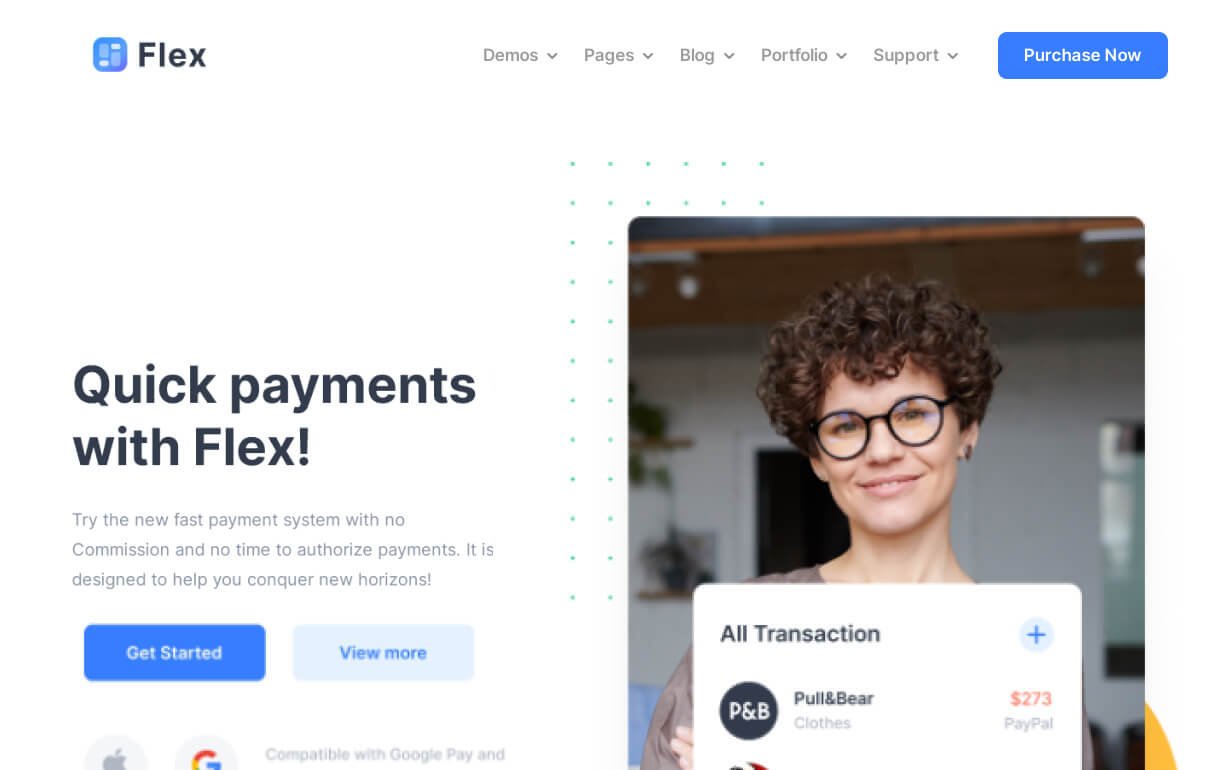 Flex
Demos Pages Blog Portfolio Support Purchase Now
Quick payments
with Flex!
Try the new fast payment system with no
Commission and no time to authorize payments. It is
designed to help you conquer new horizons!
Get Started View more
Compatible with Google Pay and
All Transaction
P&B Pull&Bear $273
Clothes PayPal